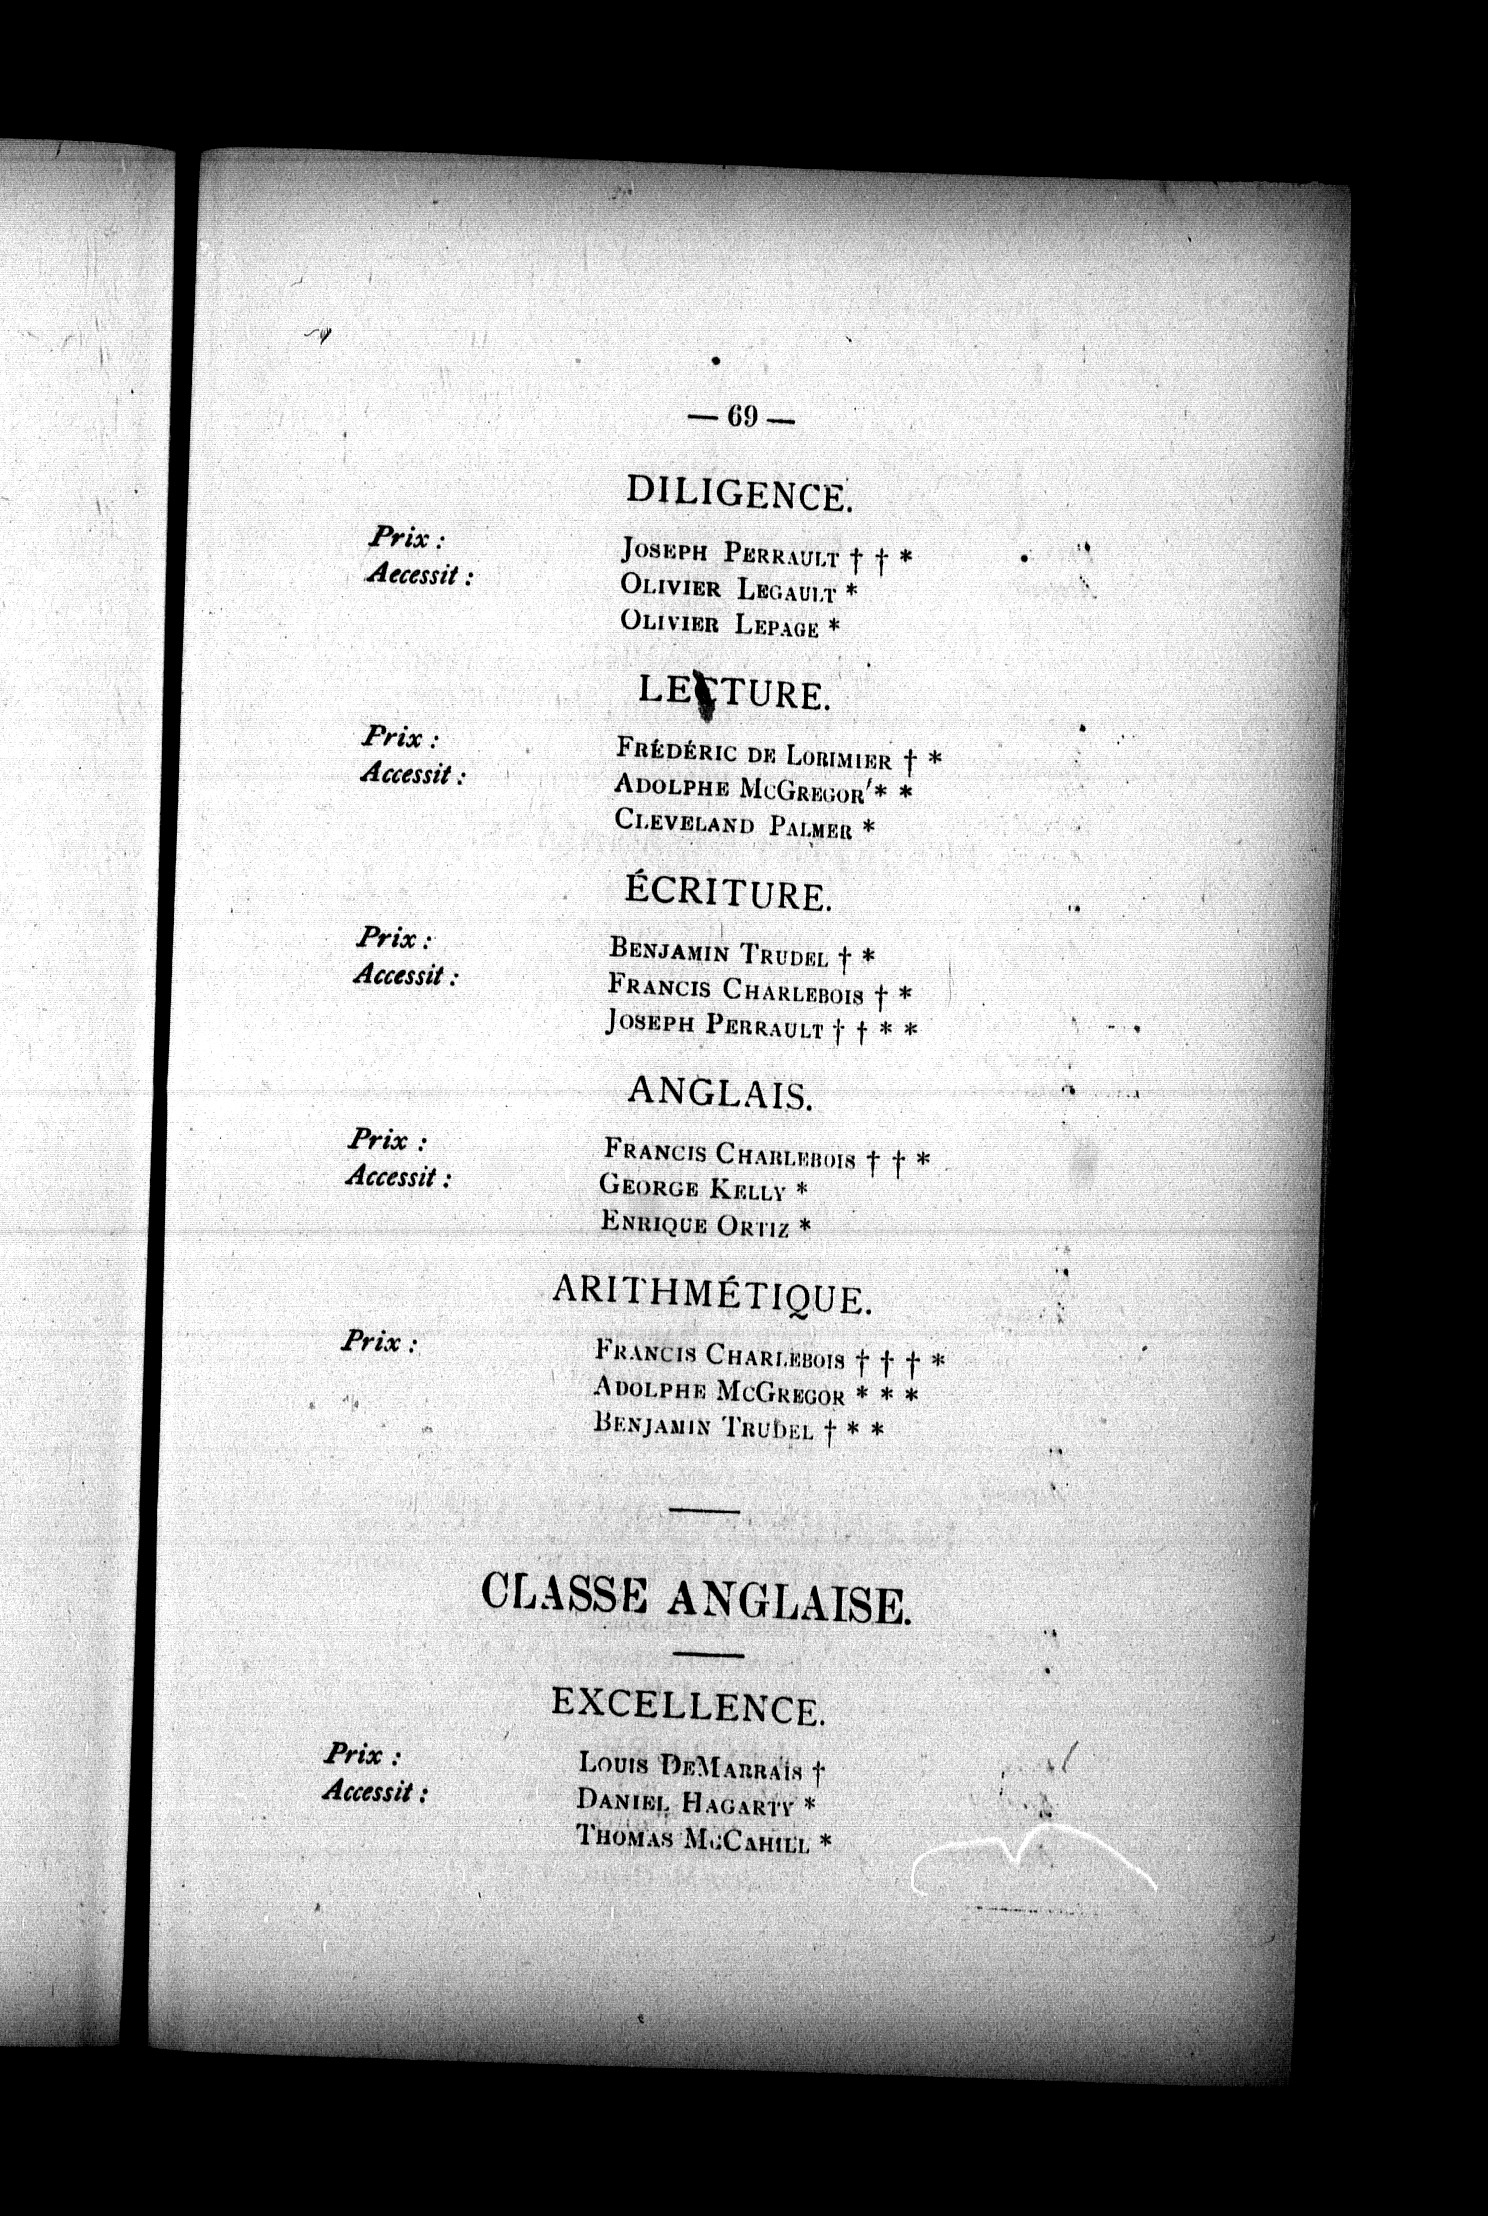 — 69 —
DILIGENCE.
Prix : JOSEPH PERRAULT † † *
Aecessit : OLIVIER LEGAULT *
OLIVIER LEPAGE *
LECTURE.
Prix : FRÉDÉRIC DE LORIMIER † *
Accessit : ADOLPHE MCGREGOR * *
CLEVELAND PALMER *
ÉCRITURE.
Prix : BENJAMIN TRUDEL † *
Accessit : FRANCIS CHARLEBOIS † *
JOSEPH PERRAULT † † * *
ANGLAIS.
Prix : FRANCIS CHARLEBOIS † † *
Accessit : GEORGE KELLY *
ENRIQUE ORTIZ *
ARITHMÉTIQUE.
Prix : FRANCIS CHARLEBOIS † † † *
ADOLPHE MCGREGOR * * *
BENJAMIN TRUDEL † * *
CLASSE ANGLAISE.
EXCELLENCE.
Prix : LOUIS DEMARRAIS †
Accessit : DANIEL HAGARTY *
THOMAS MCCAHILL *